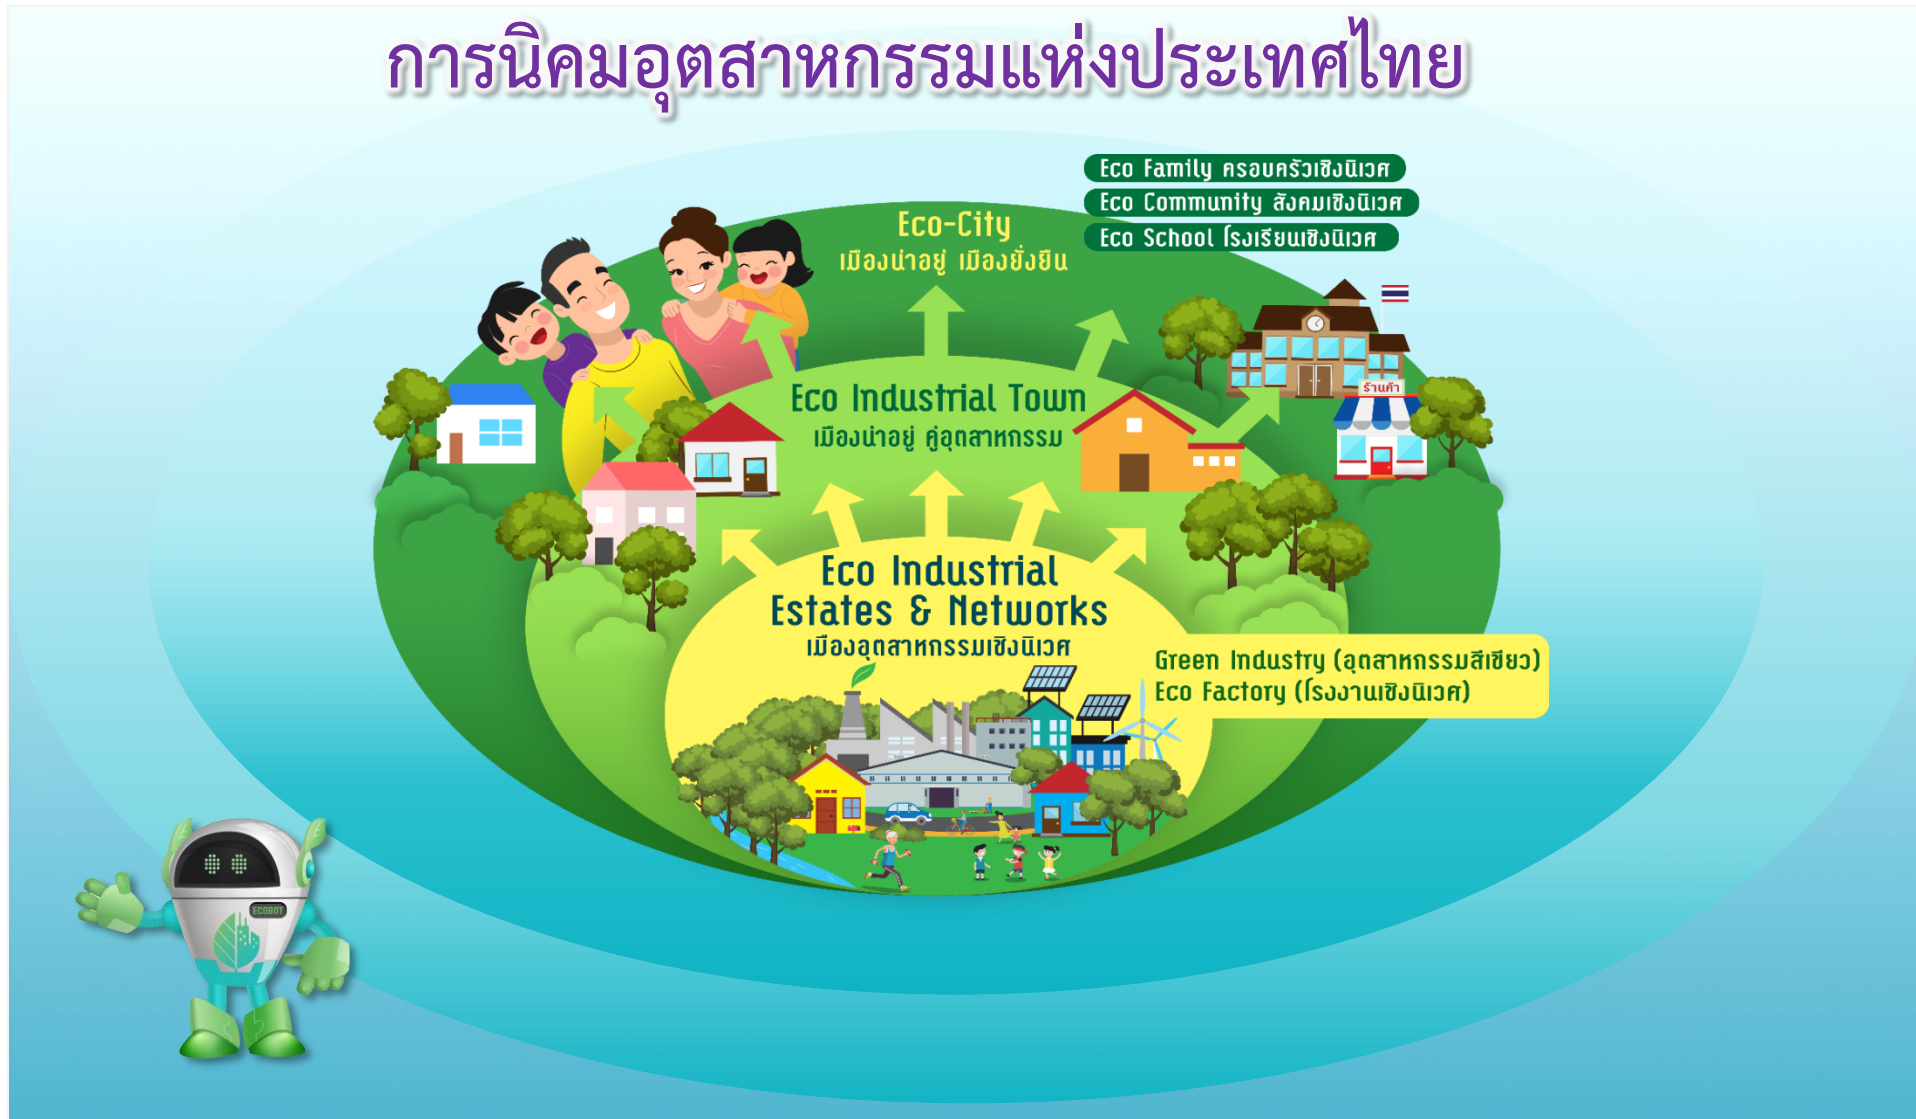 การนิคมอุตสาหกรรมแห่งประเทศไทย
Eco Family ครอบครัวเชิงนิเวศ
Eco Community สังคมเชิงนิเวศ
Eco School โรงเรียนเชิงนิเวศ
Eco-City
เมืองน่าอยู่ เมืองยั่งยืน
ร้านค้า
Eco Industrial Town
เมืองน่าอยู่ คู่อุตสาหกรรม
Eco Industrial
Estates & Networks
เมืองอุตสาหกรรมเชิงนิเวศ
Green Industry (อุตสาหกรรมสีเขียว)
Eco Factory (โรงงานเชิงนิเวศ)
ECOBOT